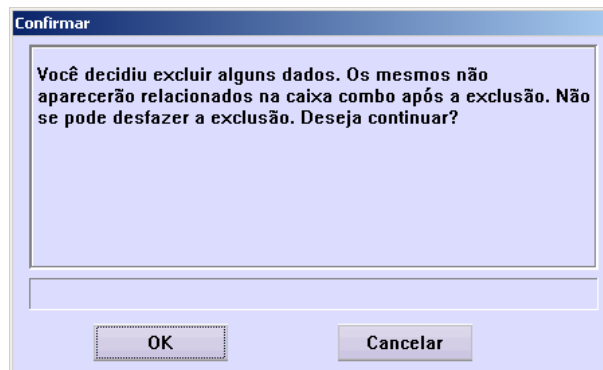 Confirmar
Você decidiu excluir alguns dados. Os mesmos não
aparecerão relacionados na caixa combo após a exclusão. Não
se pode desfazer a exclusão. Deseja continuar?
OK
Cancelar